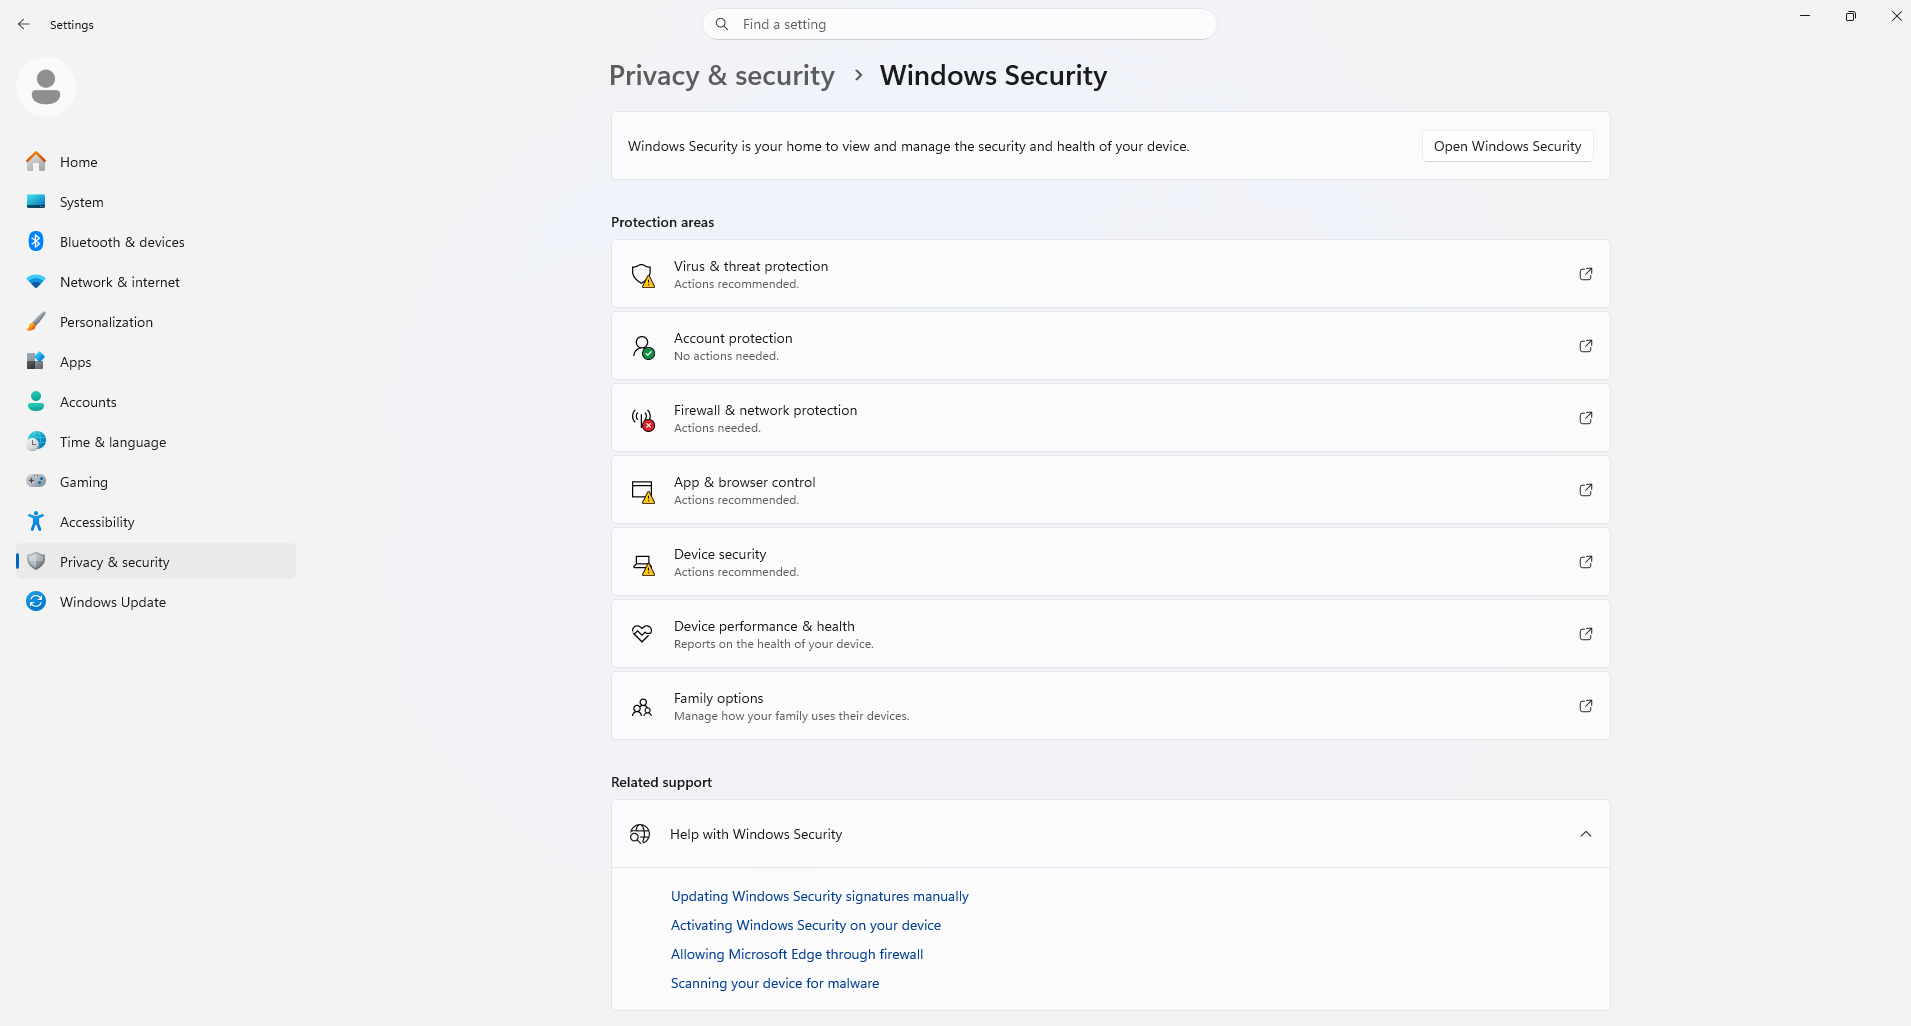 Settings
Find a setting
Privacy & security > Windows Security
Windows Security is your home to view and manage the security and health of your device.
Open Windows Security
Home
System
Bluetooth & devices
Network & internet
Personalization
Apps
Accounts
Time & language
Gaming
Accessibility
Privacy & security
Windows Update
Protection areas
Virus & threat protection
Actions recommended.
Account protection
No actions needed.
Firewall & network protection
Actions needed.
App & browser control
Actions recommended.
Device security
Actions recommended.
Device performance & health
Reports on the health of your device.
Family options
Manage how your family uses their devices.
Related support
Help with Windows Security
Updating Windows Security signatures manually
Activating Windows Security on your device
Allowing Microsoft Edge through firewall
Scanning your device for malware